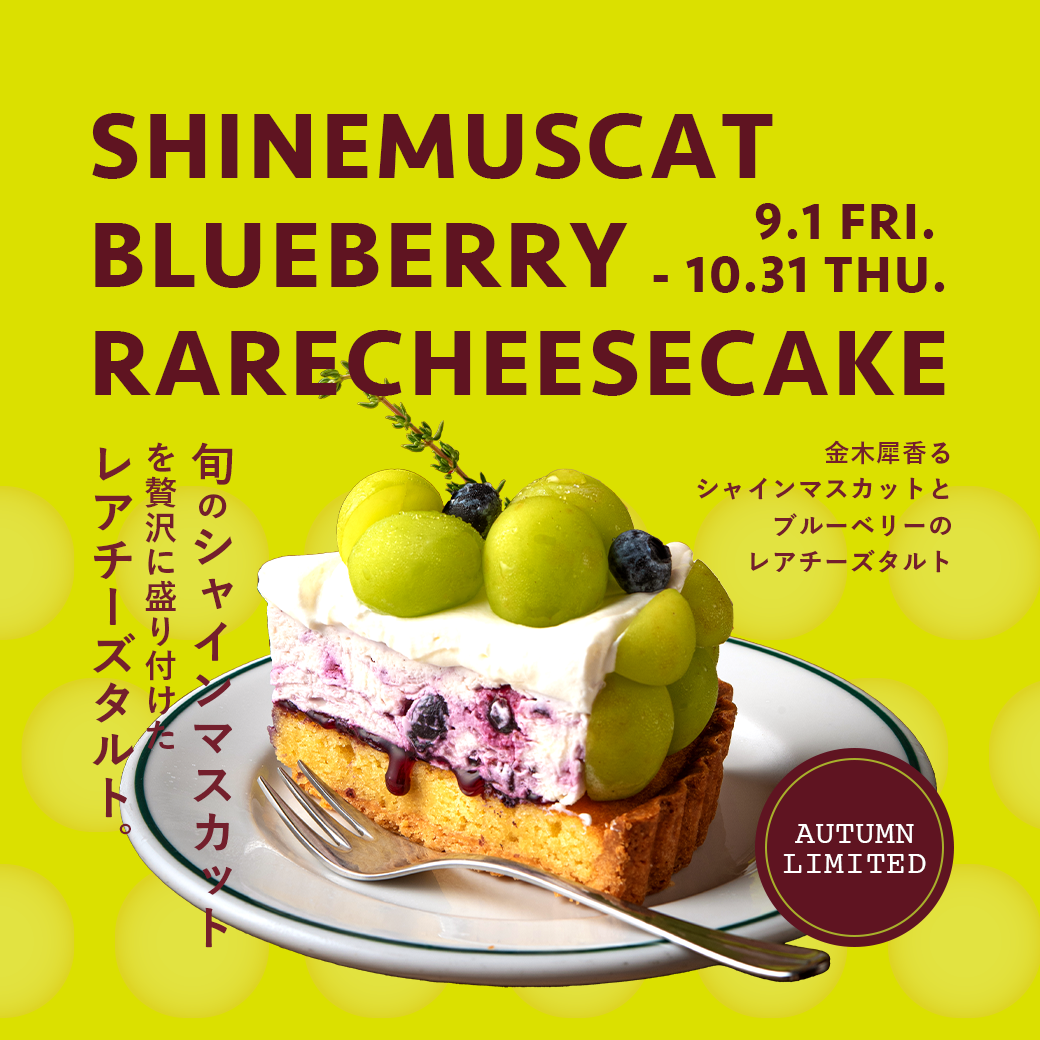 SHINEMUSCAT
BLUEBERRY
9.1 FRI.
- 10.31 THU.
RARECHEESECAKE
旬のシャインマスカット
を贅沢に盛り付けた
レアチーズタルト。
金木犀香る
シャインマスカットと
ブルーベリーの
レアチーズタルト
AUTUMN
LIMITED